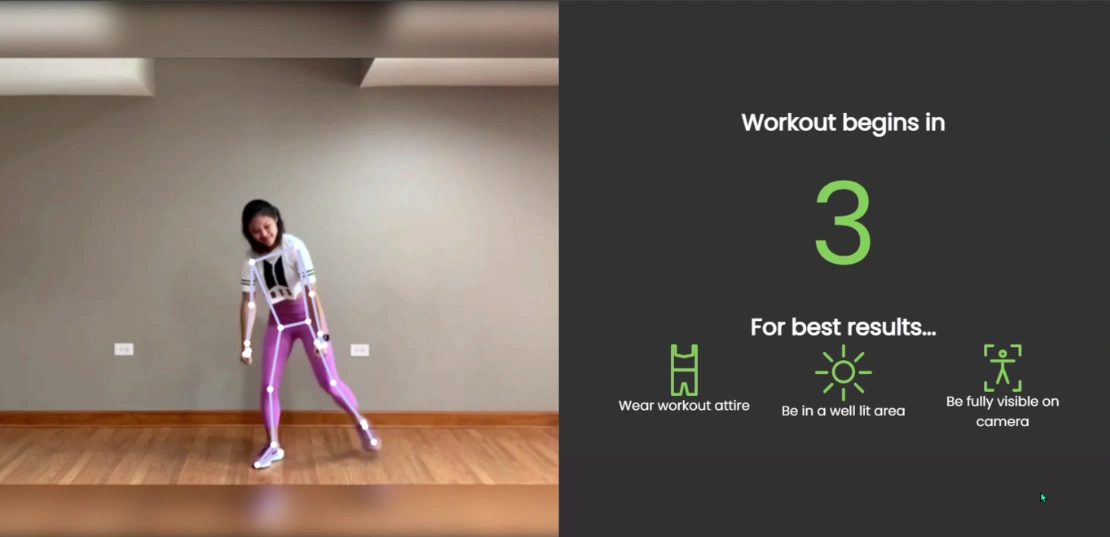 Workout begins in
3
For best results...
Wear workout attire
Be in a well lit area
Be fully visible on
camera